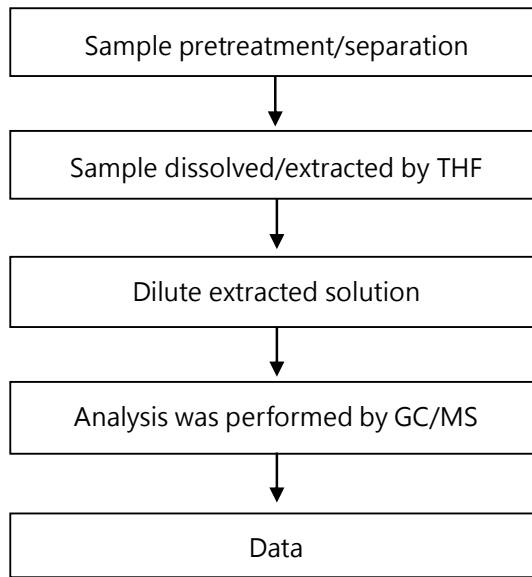 Sample pretreatment/separation
Sample dissolved/extracted by THF
Dilute extracted solution
Analysis was performed by GC/MS
Data